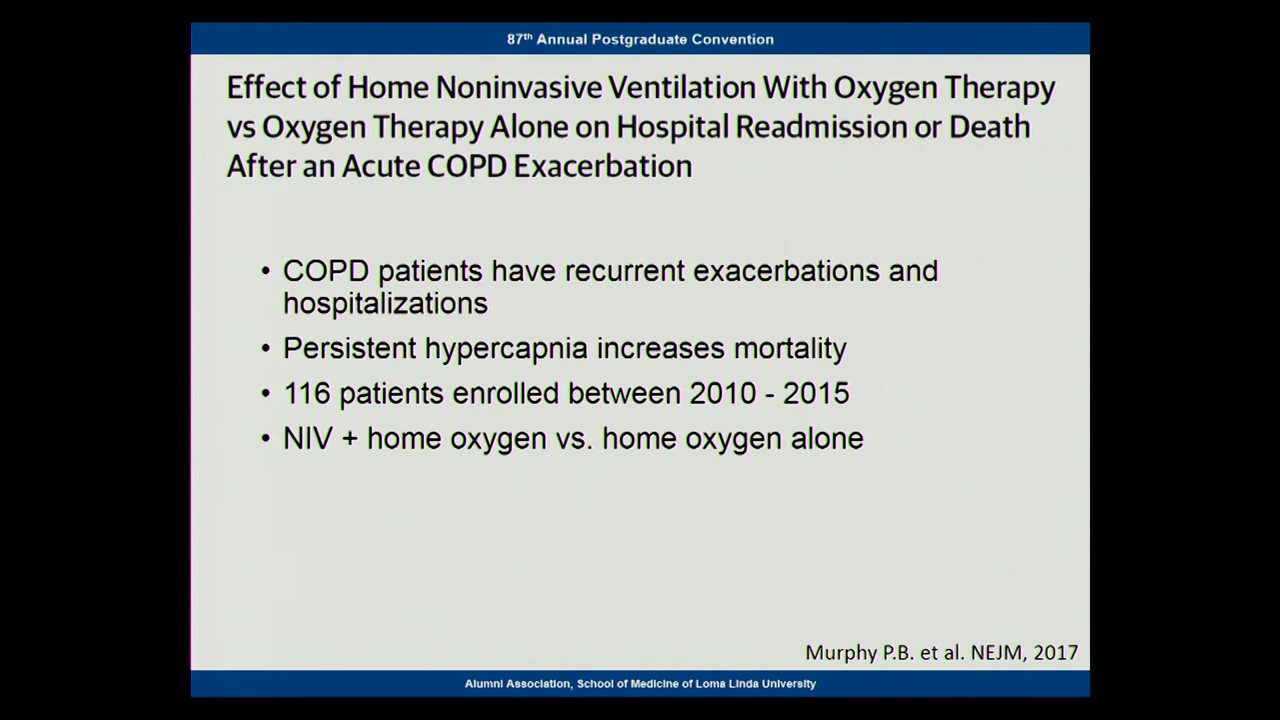 87th Annual Postgraduate Convention
Effect of Home Noninvasive Ventilation With Oxygen Therapy
vs Oxygen Therapy Alone on Hospital Readmission or Death
After an Acute COPD Exacerbation
• COPD patients have recurrent exacerbations and
hospitalizations
• Persistent hypercapnia increases mortality
• 116 patients enrolled between 2010 - 2015
• NIV + home oxygen vs. home oxygen alone
Murphy P.B. et al. NEJM, 2017
Alumni Association, School of Medicine of Loma Linda University